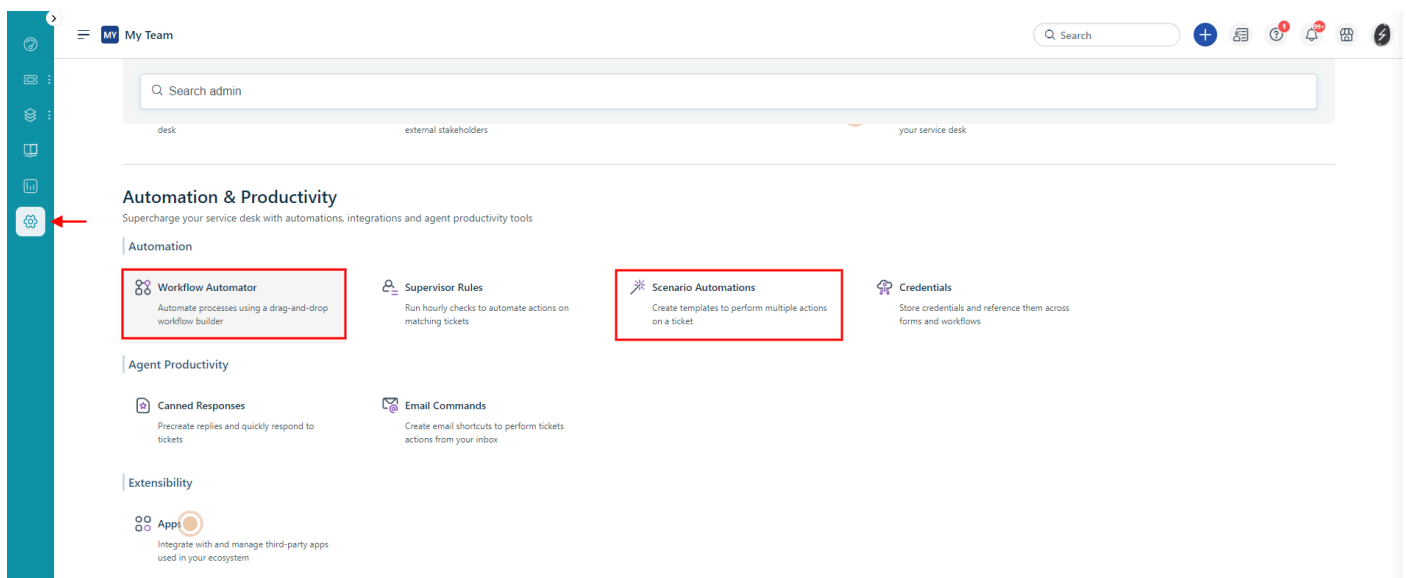 MY My Team
Search
1
99+
Search admin
desk
external stakeholders
your service desk
Automation & Productivity
Supercharge your service desk with automations, integrations and agent productivity tools
Automation
Workflow Automator
Automate processes using a drag-and-drop
workflow builder
Supervisor Rules
Run hourly checks to automate actions on
matching tickets
Scenario Automations
Create templates to perform multiple actions
on a ticket
Credentials
Store credentials and reference them across
forms and workflows
Agent Productivity
Canned Responses
Precreate replies and quickly respond to
tickets
Email Commands
Create email shortcuts to perform tickets
actions from your inbox
Extensibility
Apps
Integrate with and manage third-party apps
used in your ecosystem